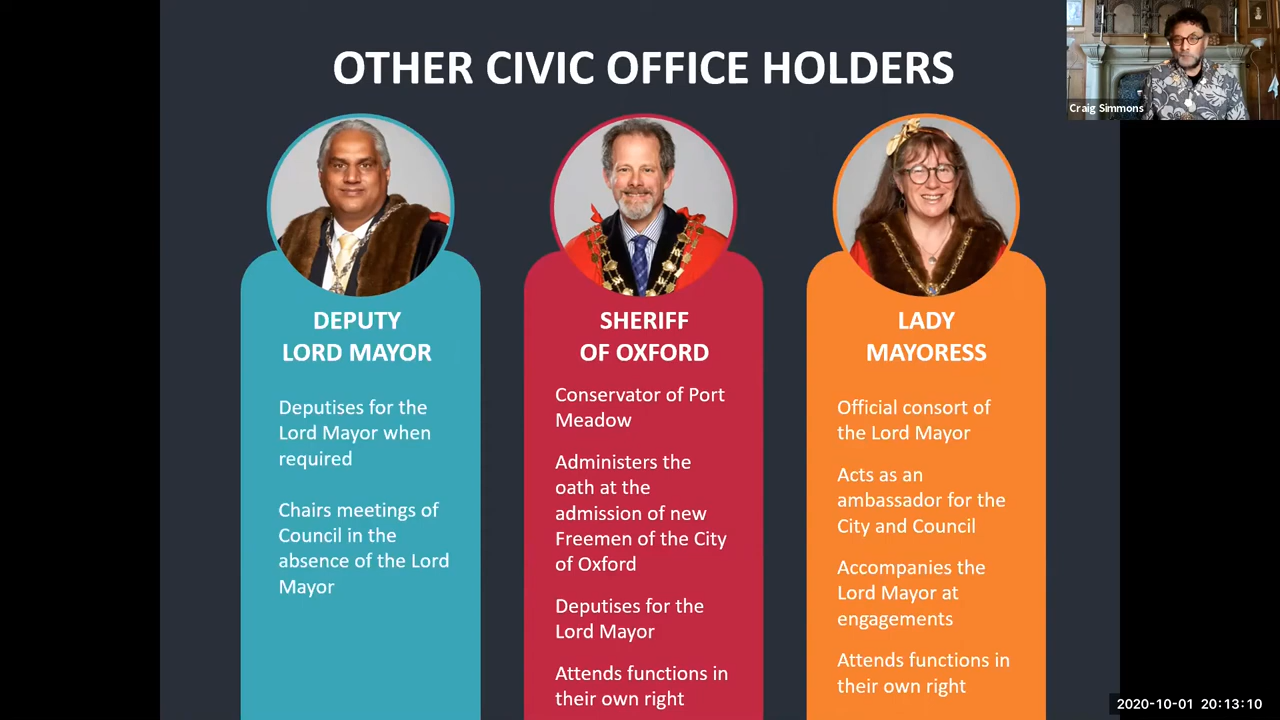 OTHER CIVIC OFFICE HOLDERS
Craig Simmons
DEPUTY
LORD MAYOR
Deputises for the
Lord Mayor when
required
Chairs meetings of
Council in the
absence of the Lord
Mayor
SHERIFF
OF OXFORD
Conservator of Port
Meadow
Administers the
oath at the
admission of new
Freemen of the City
of Oxford
Deputises for the
Lord Mayor
Attends functions in
their own right
LADY
MAYORESS
Official consort of
the Lord Mayor
Acts as an
ambassador for the
City and Council
Accompanies the
Lord Mayor at
engagements
Attends functions in
their own right
2020-10-01 20:13:10